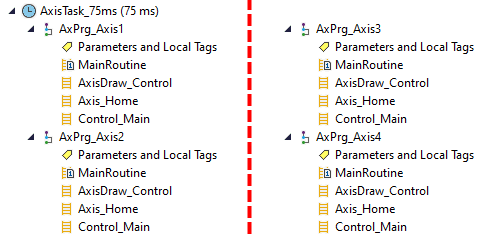 AxisTask_75ms (75 ms)
AxPrg_Axis1
Parameters and Local Tags
MainRoutine
AxisDraw_Control
Axis_Home
Control_Main
AxPrg_Axis2
Parameters and Local Tags
MainRoutine
AxisDraw_Control
Axis_Home
Control_Main
AxPrg_Axis3
Parameters and Local Tags
MainRoutine
AxisDraw_Control
Axis_Home
Control_Main
AxPrg_Axis4
Parameters and Local Tags
MainRoutine
AxisDraw_Control
Axis_Home
Control_Main